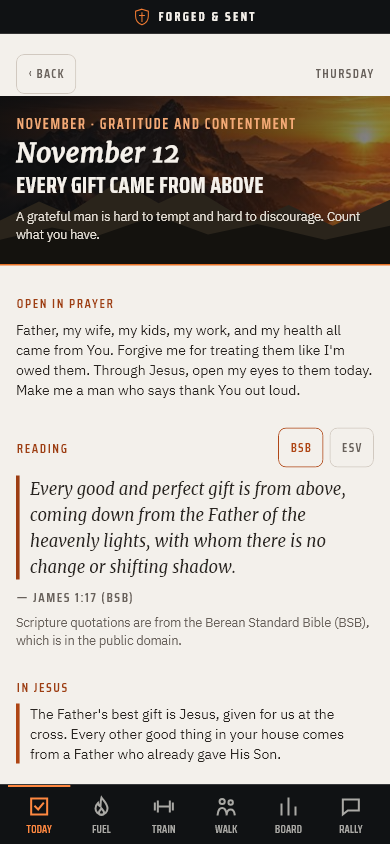 FORGED & SENT
‹ BACK
THURSDAY
NOVEMBER · GRATITUDE AND CONTENTMENT
November 12
EVERY GIFT CAME FROM ABOVE
A grateful man is hard to tempt and hard to discourage. Count
what you have.
OPEN IN PRAYER
Father, my wife, my kids, my work, and my health all
came from You. Forgive me for treating them like I'm
owed them. Through Jesus, open my eyes to them today.
Make me a man who says thank You out loud.
READING
BSB
ESV
Every good and perfect gift is from above,
coming down from the Father of the
heavenly lights, with whom there is no
change or shifting shadow.
— JAMES 1:17 (BSB)
Scripture quotations are from the Berean Standard Bible (BSB),
which is in the public domain.
IN JESUS
The Father's best gift is Jesus, given for us at the
cross. Every other good thing in your house comes
from a Father who already gave His Son.
TODAY
FUEL
TRAIN
WALK
BOARD
RALLY